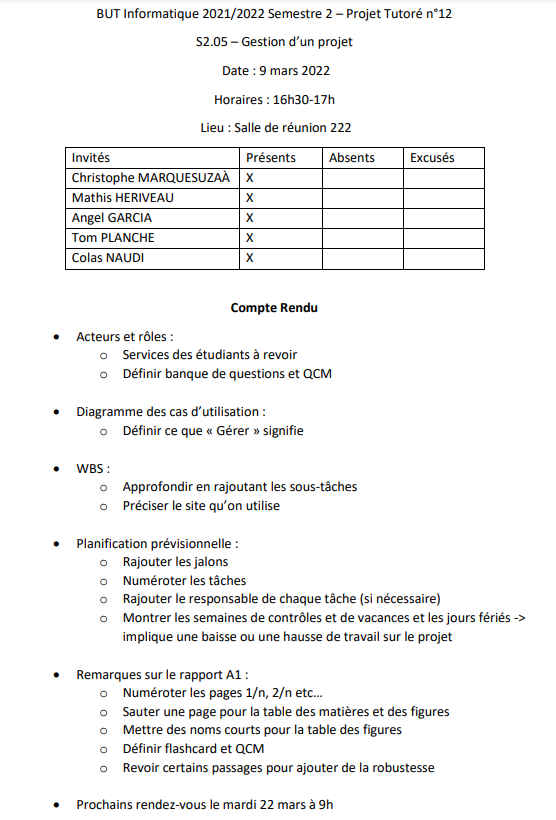 BUT Informatique 2021/2022 Semestre 2 – Projet Tutoré n°12
S2.05 – Gestion d'un projet
Date : 9 mars 2022
Horaires : 16h30-17h
Lieu : Salle de réunion 222
Invités Présents Absents Excusés
Christophe MARQUESUZAÀ X
Mathis HERIVEAU X
Angel GARCIA X
Tom PLANCHE X
Colas NAUDI X
Compte Rendu
• Acteurs et rôles :
o Services des étudiants à revoir
o Définir banque de questions et QCM
• Diagramme des cas d'utilisation :
o Définir ce que « Gérer » signifie
• WBS :
o Approfondir en rajoutant les sous-tâches
o Préciser le site qu'on utilise
• Planification prévisionnelle :
o Rajouter les jalons
o Numéroter les tâches
o Rajouter le responsable de chaque tâche (si nécessaire)
o Montrer les semaines de contrôles et de vacances et les jours fériés ->
implique une baisse ou une hausse de travail sur le projet
• Remarques sur le rapport A1 :
o Numéroter les pages 1/n, 2/n etc…
o Sauter une page pour la table des matières et des figures
o Mettre des noms courts pour la table des figures
o Définir flashcard et QCM
o Revoir certains passages pour ajouter de la robustesse
• Prochains rendez-vous le mardi 22 mars à 9h